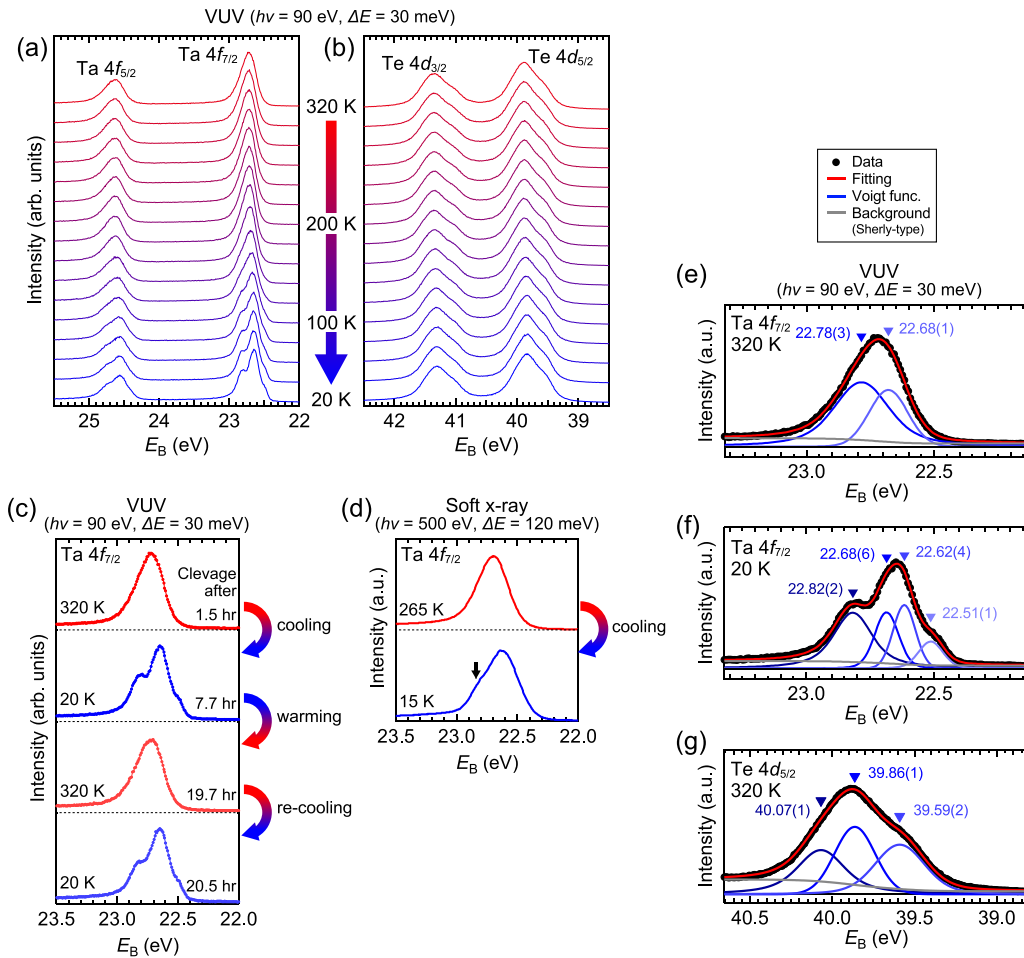 VUV (hν = 90 eV, ΔE = 30 meV)
(a)
Ta 4f5/2
Ta 4f7/2
Intensity (arb. units)
25
24
23
22
EB (eV)
320 K
200 K
100 K
20 K
(b)
Te 4d3/2
Te 4d5/2
42
41
40
39
EB (eV)
Data
Fitting
Voigt func.
Background
(Sherly-type)
(c)
VUV
(hν = 90 eV, ΔE = 30 meV)
Ta 4f7/2
Clevage
after
320 K
1.5 hr
cooling
20 K
7.7 hr
warming
320 K
19.7 hr
re-cooling
20 K
20.5 hr
Intensity (arb. units)
23.5
23.0
22.5
22.0
EB (eV)
(d)
Soft x-ray
(hν = 500 eV, ΔE = 120 meV)
Ta 4f7/2
265 K
cooling
15 K
Intensity (a.u.)
23.5
23.0
22.5
22.0
EB (eV)
(e)
VUV
(hν = 90 eV, ΔE = 30 meV)
Ta 4f7/2
320 K
22.78(3)
22.68(1)
Intensity (a.u.)
23.0
22.5
EB (eV)
(f)
Ta 4f7/2
20 K
22.68(6)
22.62(4)
22.82(2)
22.51(1)
Intensity (a.u.)
23.0
22.5
EB (eV)
(g)
Te 4d5/2
320 K
39.86(1)
40.07(1)
39.59(2)
Intensity (a.u.)
40.5
40.0
39.5
39.0
EB (eV)